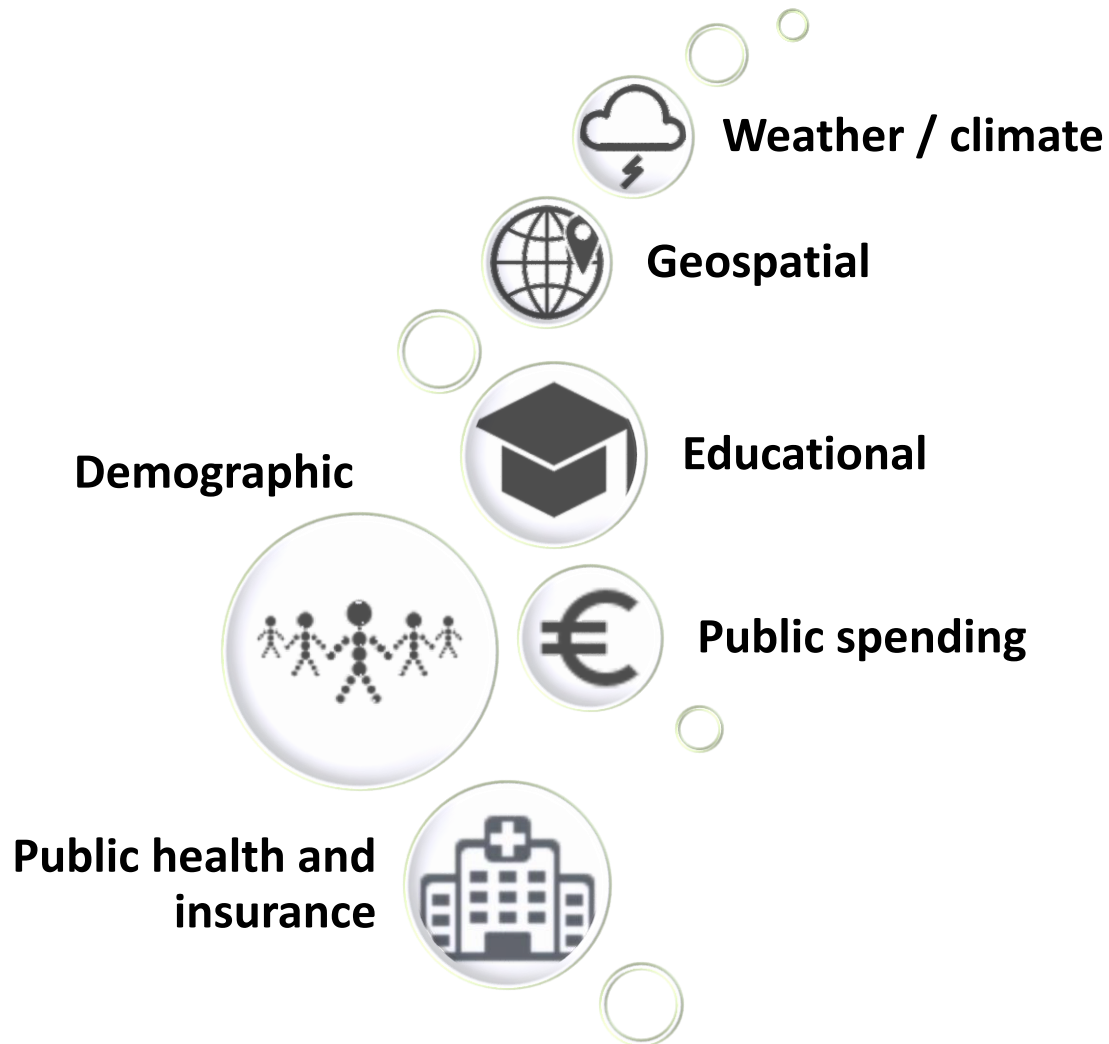 Weather / climate
Geospatial
Educational
Demographic
Public spending
Public health and
insurance